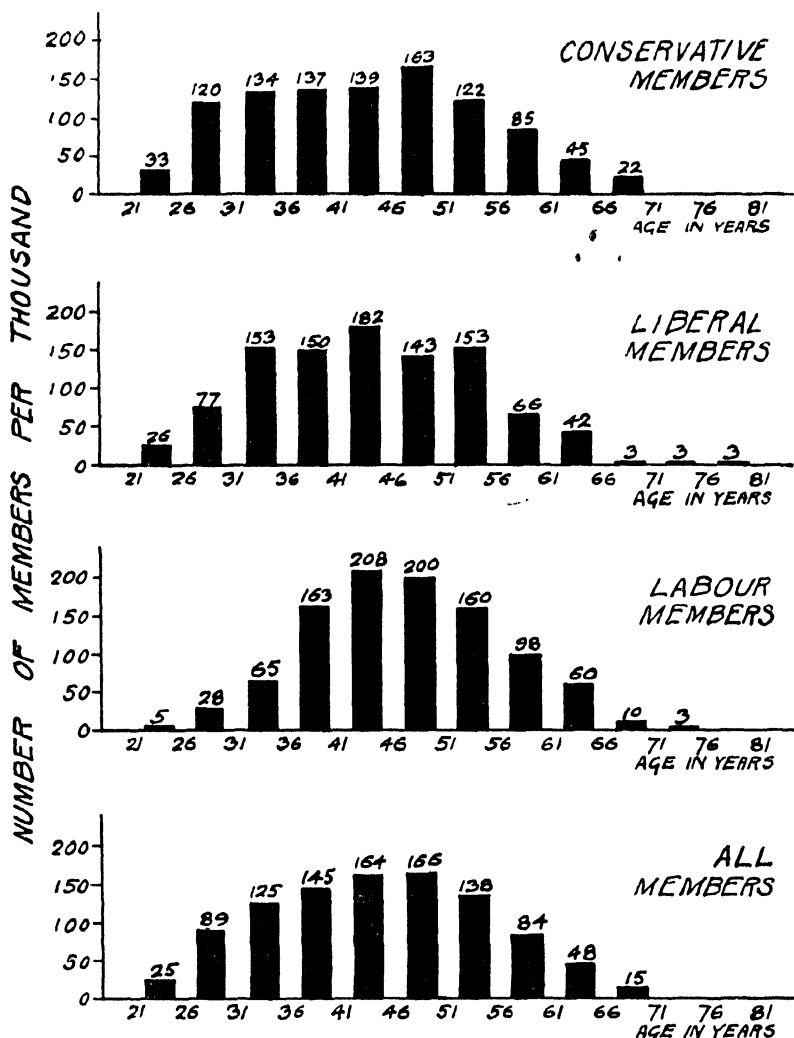 NUMBER OF MEMBERS PER THOUSAND
CONSERVATIVE
MEMBERS
200
150
100
50
0
33 120 134 137 139 163 122 85 45 22
21 26 31 36 41 46 51 56 61 66 71 76 81
AGE IN YEARS
LIBERAL
MEMBERS
200
150
100
50
0
26 77 153 150 182 143 153 66 42 3 3 3
21 26 31 36 41 46 51 56 61 66 71 76 81
AGE IN YEARS
LABOUR
MEMBERS
200
150
100
50
0
5 28 65 163 208 200 160 98 60 10 3
21 26 31 36 41 46 51 56 61 66 71 76 81
AGE IN YEARS
ALL
MEMBERS
200
150
100
50
0
25 89 125 145 164 166 138 84 48 15
21 26 31 36 41 46 51 56 61 66 71 76 81
AGE IN YEARS